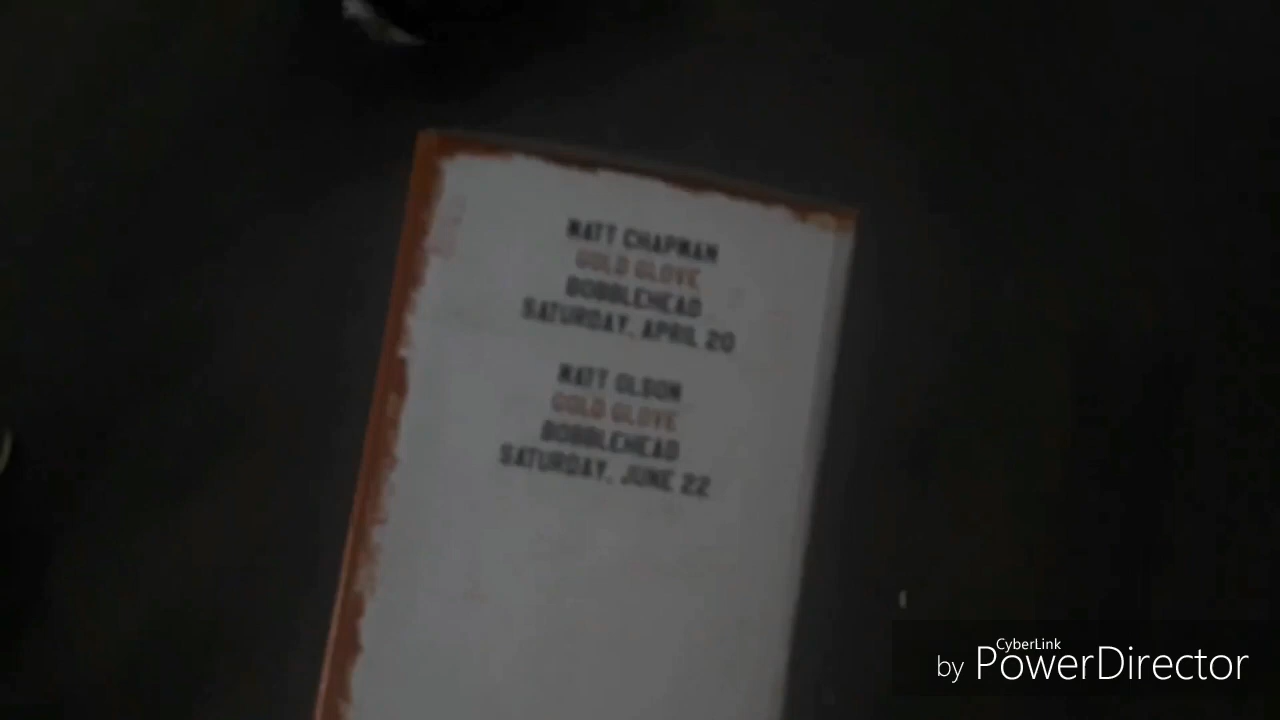 MATT CHAPMAN
GOLD GLOVE
BOBBLEHEAD
SATURDAY, APRIL 20
MATT OLSON
GOLD GLOVE
BOBBLEHEAD
SATURDAY, JUNE 22
CyberLink
by PowerDirector